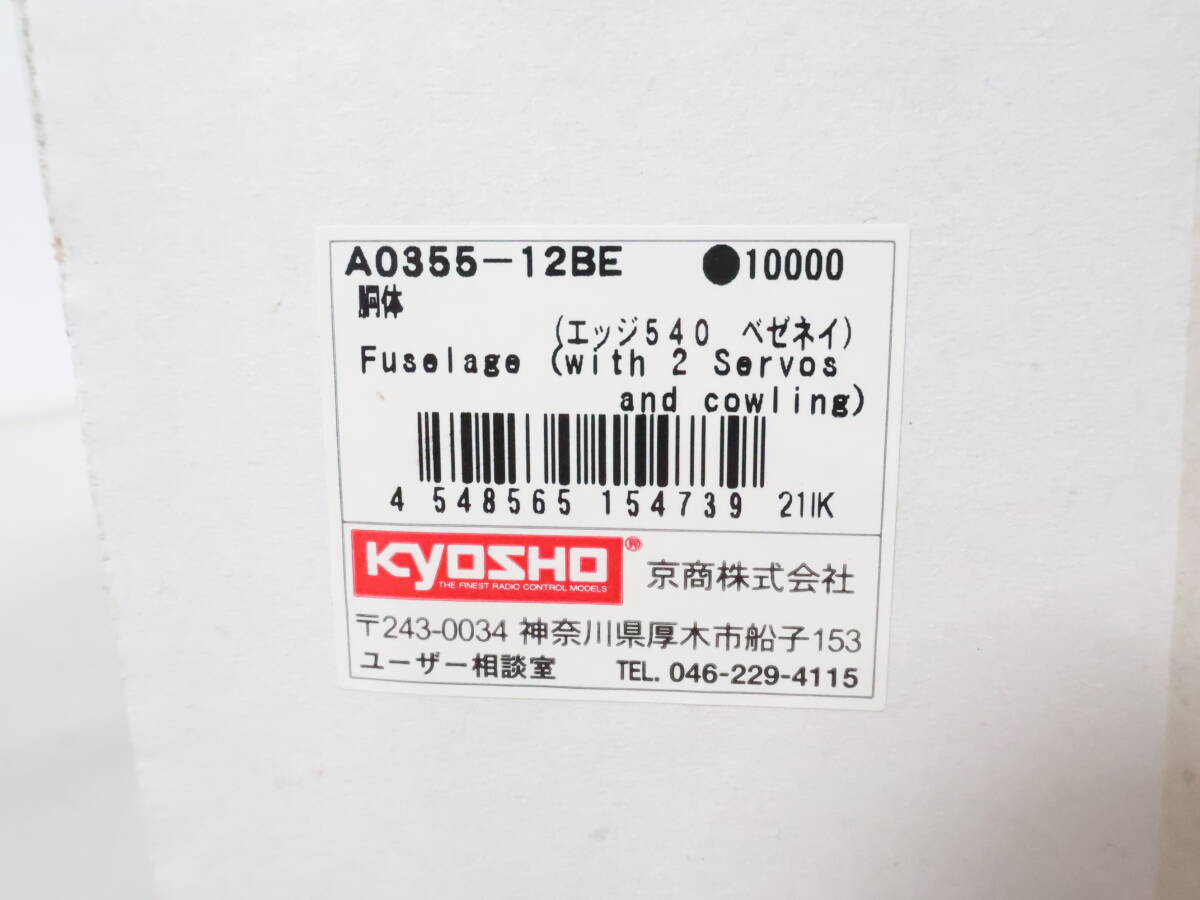 A0355-12BE ●10000
胴体
(エッジ540 ベゼネイ)
Fuselage (with 2 Servos
and cowling)
4 548565 154739 21IK
KYOSHO®
THE FINEST RADIO CONTROL MODELS
京商株式会社
〒243-0034 神奈川県厚木市船子153
ユーザー相談室 TEL. 046-229-4115